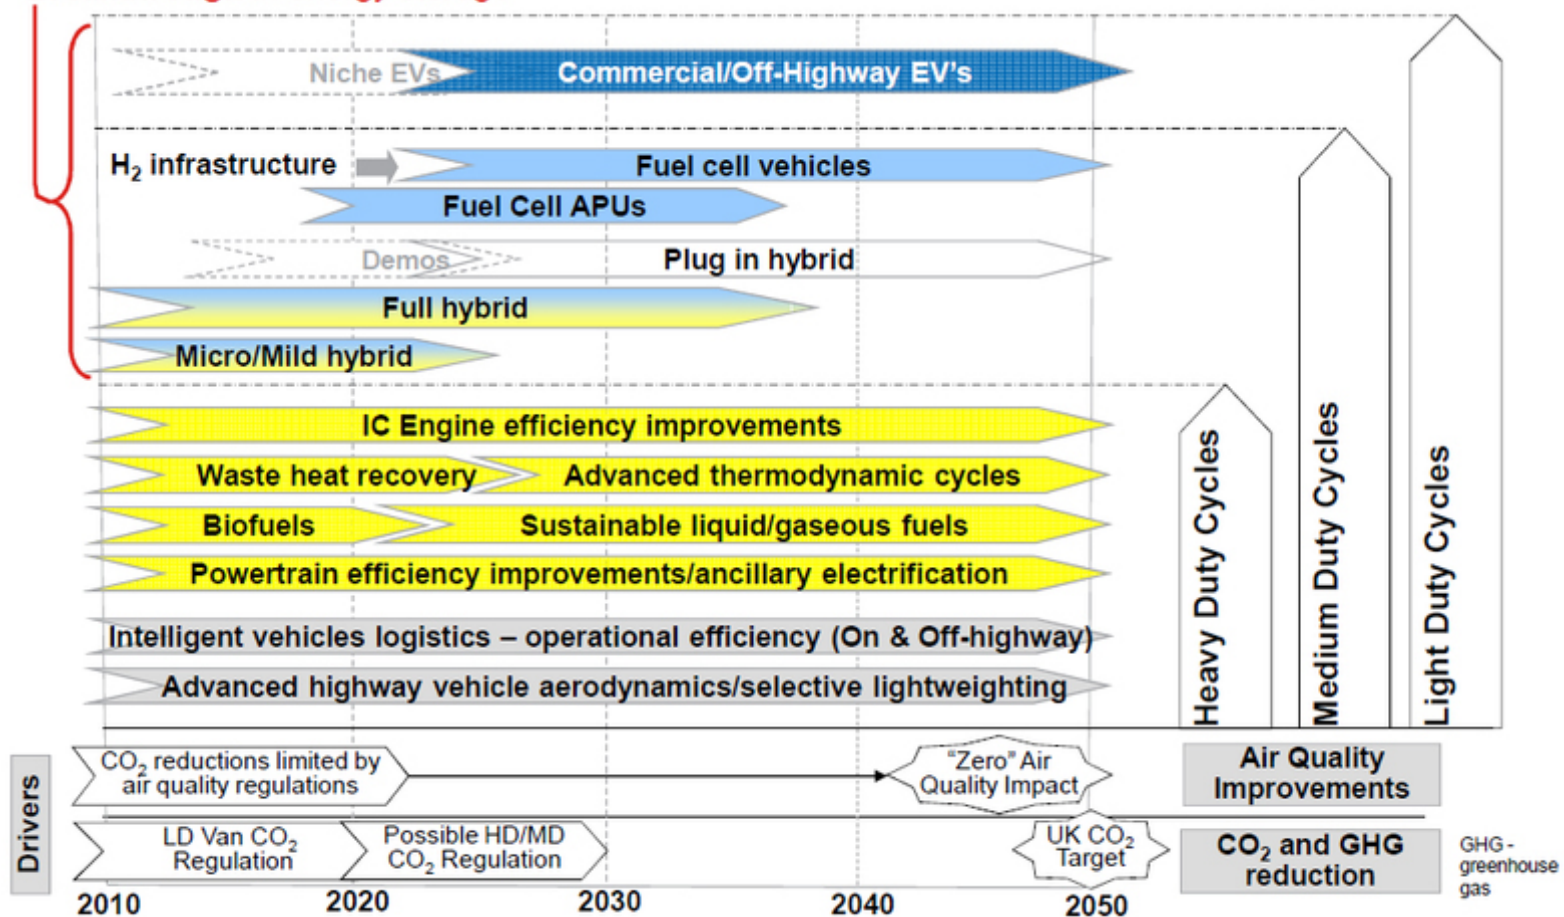 Niche EVs
Commercial/Off-Highway EV's
H₂ infrastructure
Fuel cell vehicles
Fuel Cell APUs
Demos
Plug in hybrid
Full hybrid
Micro/Mild hybrid
IC Engine efficiency improvements
Waste heat recovery
Advanced thermodynamic cycles
Biofuels
Sustainable liquid/gaseous fuels
Powertrain efficiency improvements/ancillary electrification
Intelligent vehicles logistics – operational efficiency (On & Off-highway)
Advanced highway vehicle aerodynamics/selective lightweighting
Heavy Duty Cycles
Medium Duty Cycles
Light Duty Cycles
Drivers
CO₂ reductions limited by
air quality regulations
"Zero" Air
Quality Impact
Air Quality
Improvements
LD Van CO₂
Regulation
Possible HD/MD
CO₂ Regulation
UK CO₂
Target
CO₂ and GHG
reduction
GHG -
greenhouse
gas
2010
2020
2030
2040
2050